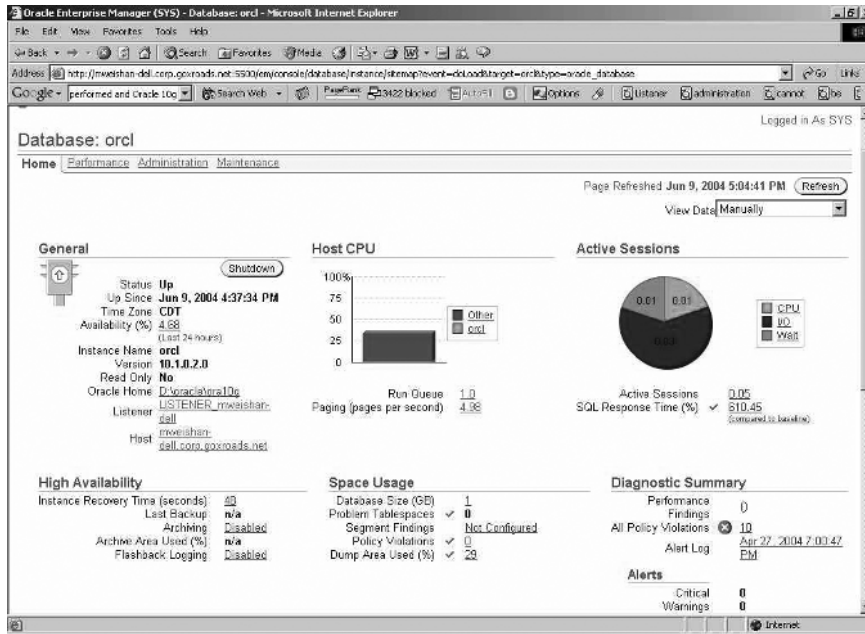 Oracle Enterprise Manager (SYS) - Database: orcl - Microsoft Internet Explorer
File Edit View Favorites Tools Help
Back Search Favorites Media
Address http://mweishan-dell.corp.goxroads.net:5500/em/console/database/instance/sitemap?event=doLoad&target=orcl&type=oracle_database Go Links
Google performed and Oracle 10g Search Web PageRank 3422 blocked AutoFill Options Listener administration cannot be
Logged in As SYS
Database: orcl
Home Performance Administration Maintenance
Page Refreshed Jun 9, 2004 5:04:41 PM Refresh
View Data Manually
General
Shutdown
Status Up
Up Since Jun 9, 2004 4:37:34 PM
Time Zone CDT
Availability (%) 4.68
(Last 24 hours)
Instance Name orcl
Version 10.1.0.2.0
Read Only No
Oracle Home D:\oracle\ora10g
Listener LISTENER_mweishan-dell
Host mweishan-dell.corp.goxroads.net
Host CPU
100%
75
50
25
0
Other
orcl
Run Queue 1.0
Paging (pages per second) 4.98
Active Sessions
0.01 0.01
CPU
I/O
Wait
Active Sessions 0.05
SQL Response Time (%) 610.45
(compared to baseline)
High Availability
Instance Recovery Time (seconds) 40
Last Backup n/a
Archiving Disabled
Archive Area Used (%) n/a
Flashback Logging Disabled
Space Usage
Database Size (GB) 1
Problem Tablespaces 0
Segment Findings Not Configured
Policy Violations 0
Dump Area Used (%) 29
Diagnostic Summary
Performance Findings 0
All Policy Violations 10
Alert Log Apr 27, 2004 7:00:47 PM
Alerts
Critical 0
Warnings 0
Internet